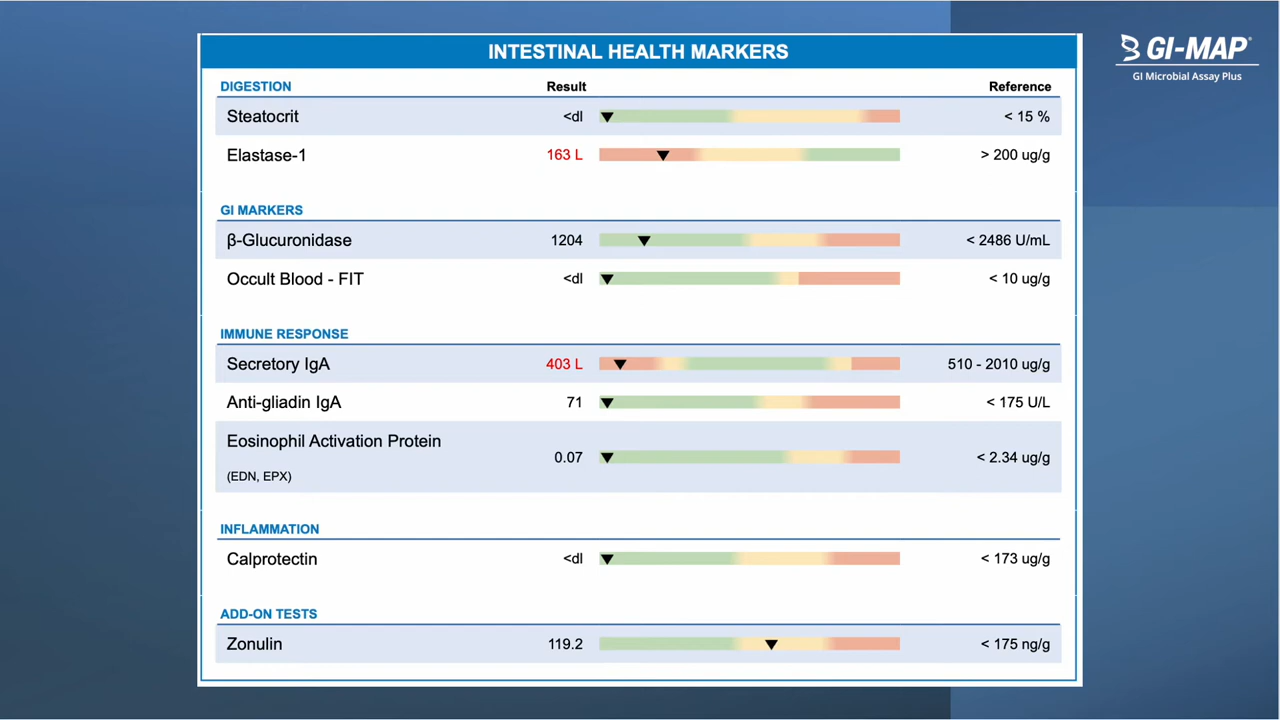 INTESTINAL HEALTH MARKERS
GI-MAP®
GI Microbial Assay Plus
DIGESTION Result Reference
Steatocrit <dl < 15 %
Elastase-1 163 L > 200 ug/g
GI MARKERS
β-Glucuronidase 1204 < 2486 U/mL
Occult Blood - FIT <dl < 10 ug/g
IMMUNE RESPONSE
Secretory IgA 403 L 510 - 2010 ug/g
Anti-gliadin IgA 71 < 175 U/L
Eosinophil Activation Protein
(EDN, EPX) 0.07 < 2.34 ug/g
INFLAMMATION
Calprotectin <dl < 173 ug/g
ADD-ON TESTS
Zonulin 119.2 < 175 ng/g